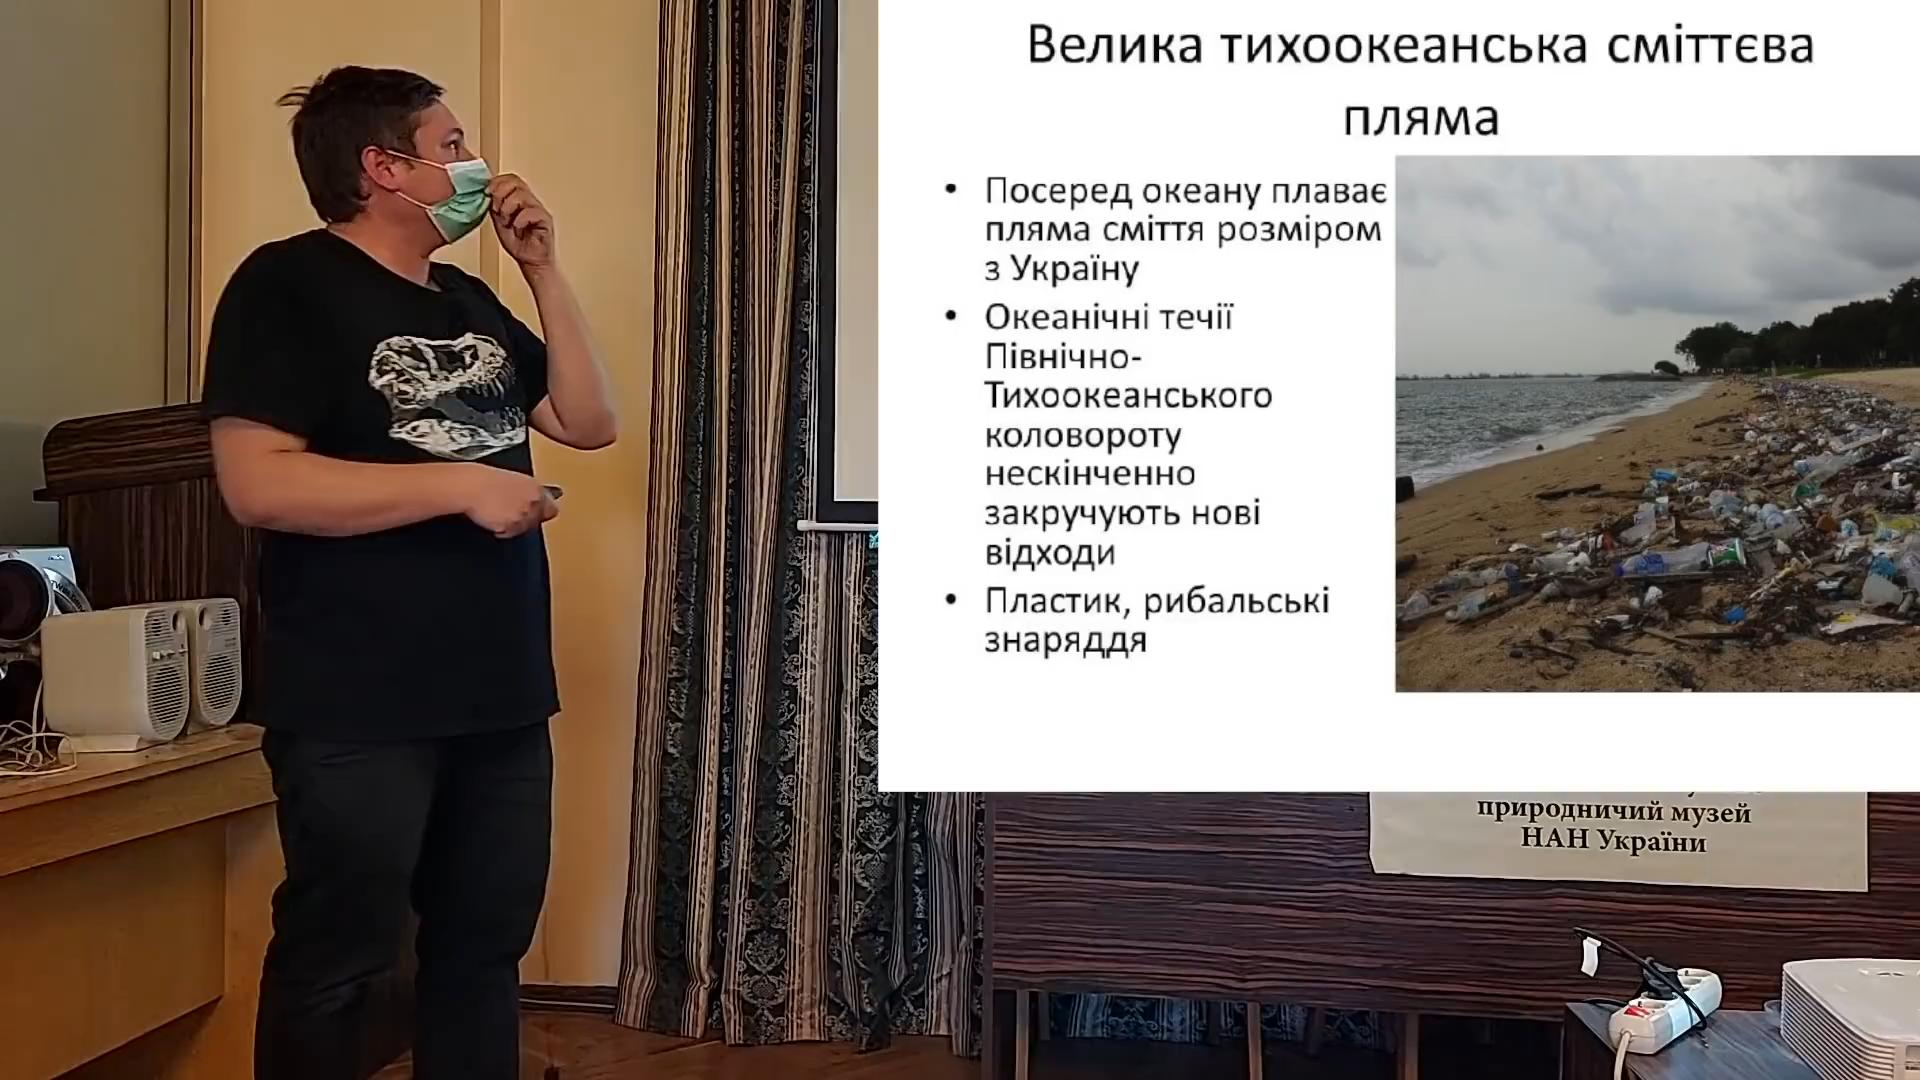 Велика тихоокеанська сміттєва
пляма
• Посеред океану плаває
пляма сміття розміром
з Україну
• Океанічні течії
Північно-
Тихоокеанського
коловороту
нескінченно
закручують нові
відходи
• Пластик, рибальські
знаряддя
природничий музей
НАН України